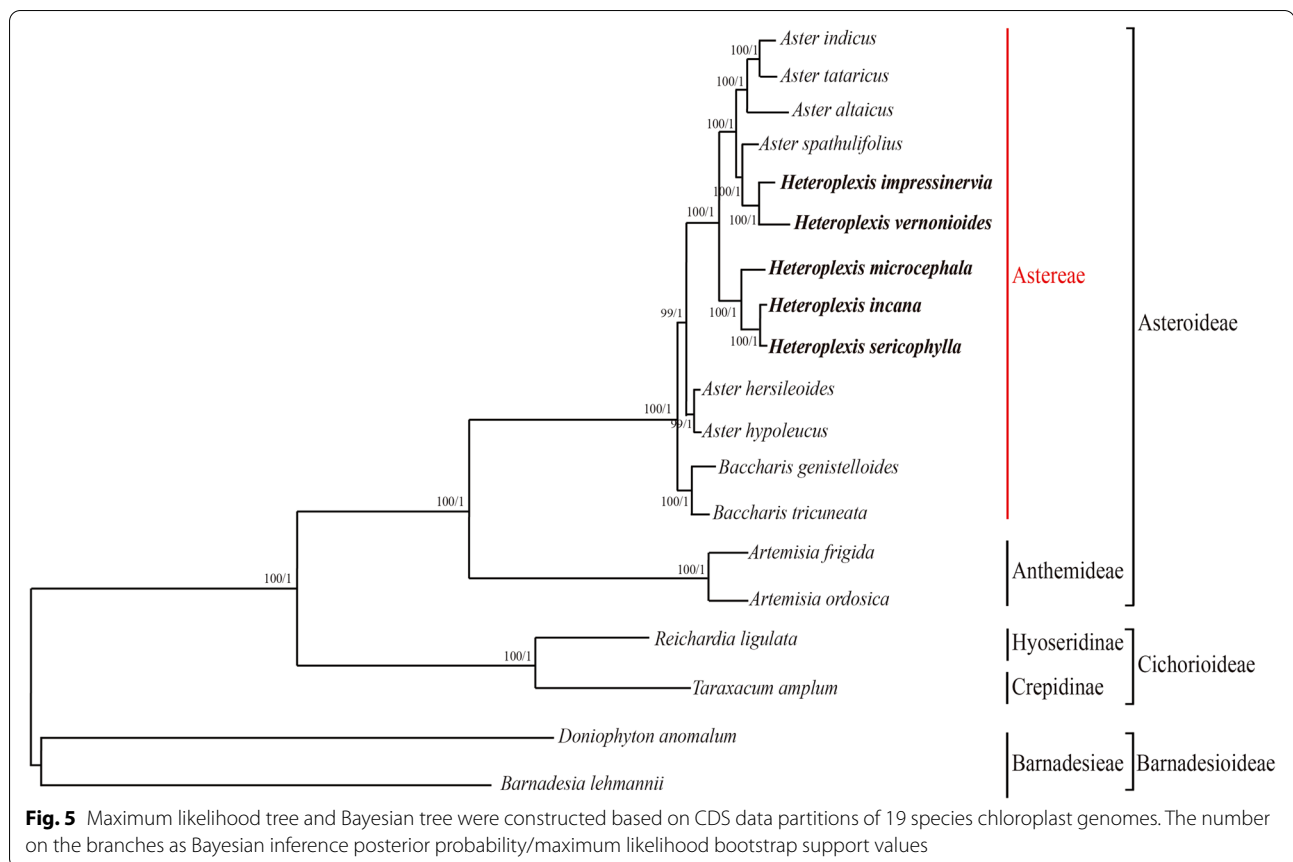 100/1
Aster indicus
100/1
Aster tataricus
100/1
Aster altaicus
Aster spathulifolius
100/1
Heteroplexis impressinervia
100/1
Heteroplexis vernonioides
100/1
Heteroplexis microcephala
100/1
Heteroplexis incana
100/1
Heteroplexis sericophylla
99/1
Aster hersileoides
99/1
Aster hypoleucus
100/1
Baccharis genistelloides
100/1
Baccharis tricuneata
100/1
Artemisia frigida
100/1
Artemisia ordosica
100/1
Reichardia ligulata
100/1
Taraxacum amplum
Doniophyton anomalum
Barnadesia lehmannii
Astereae
Anthemideae
Hyoseridinae
Crepidinae
Barnadesieae
Asteroideae
Cichorioideae
Barnadesioideae
Fig. 5 Maximum likelihood tree and Bayesian tree were constructed based on CDS data partitions of 19 species chloroplast genomes. The number
on the branches as Bayesian inference posterior probability/maximum likelihood bootstrap support values